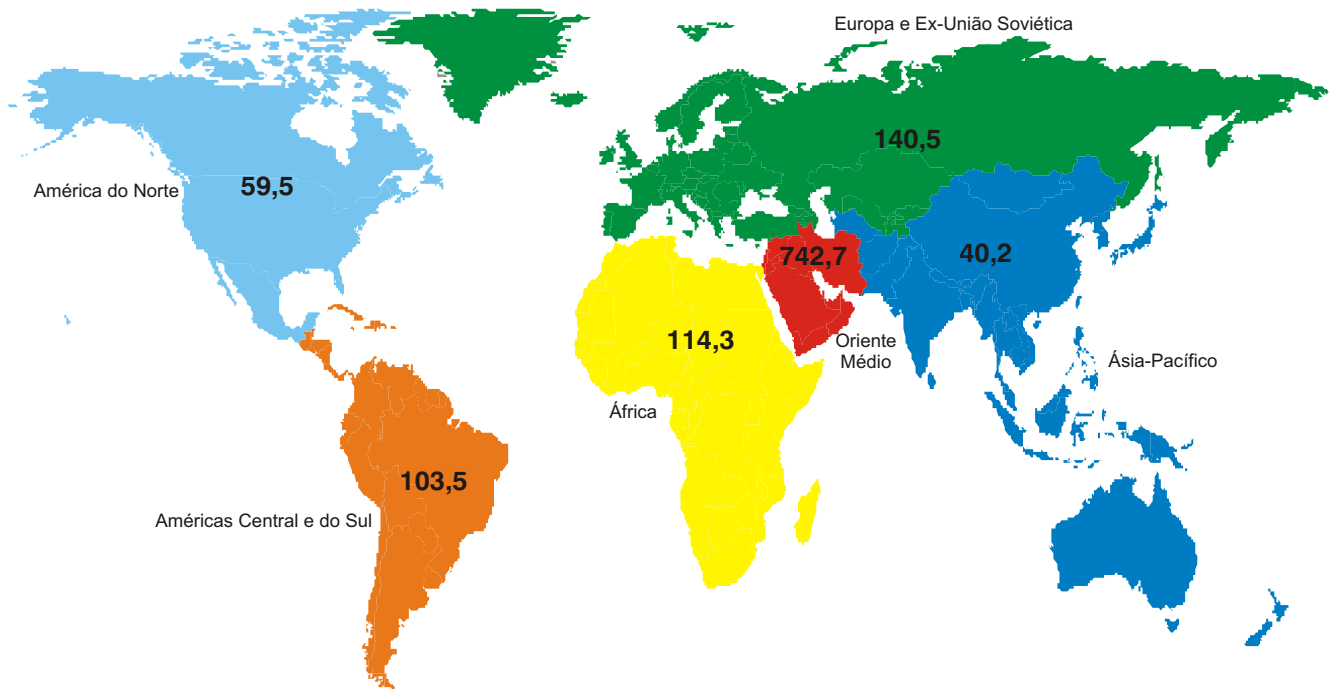 Europa e Ex-União Soviética
140,5
América do Norte
59,5
742,7
40,2
114,3
Oriente
Médio
Ásia-Pacífico
África
103,5
Américas Central e do Sul